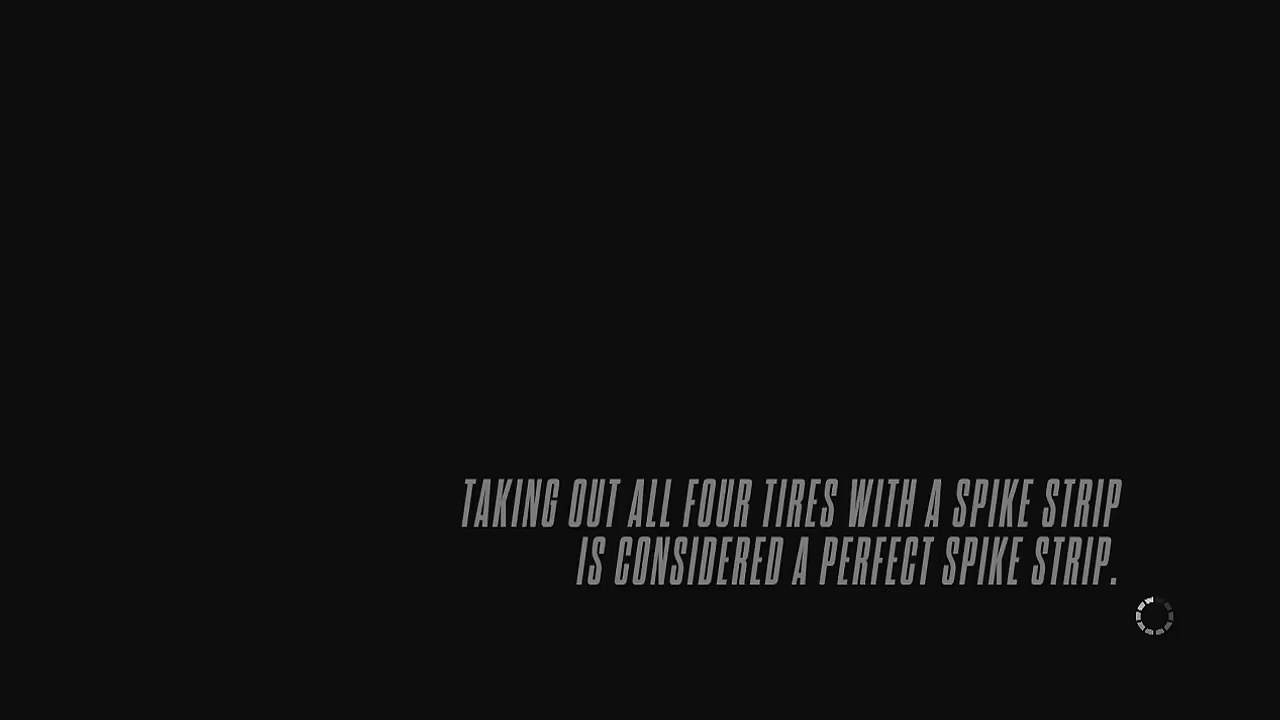 TAKING OUT ALL FOUR TIRES WITH A SPIKE STRIP
IS CONSIDERED A PERFECT SPIKE STRIP.